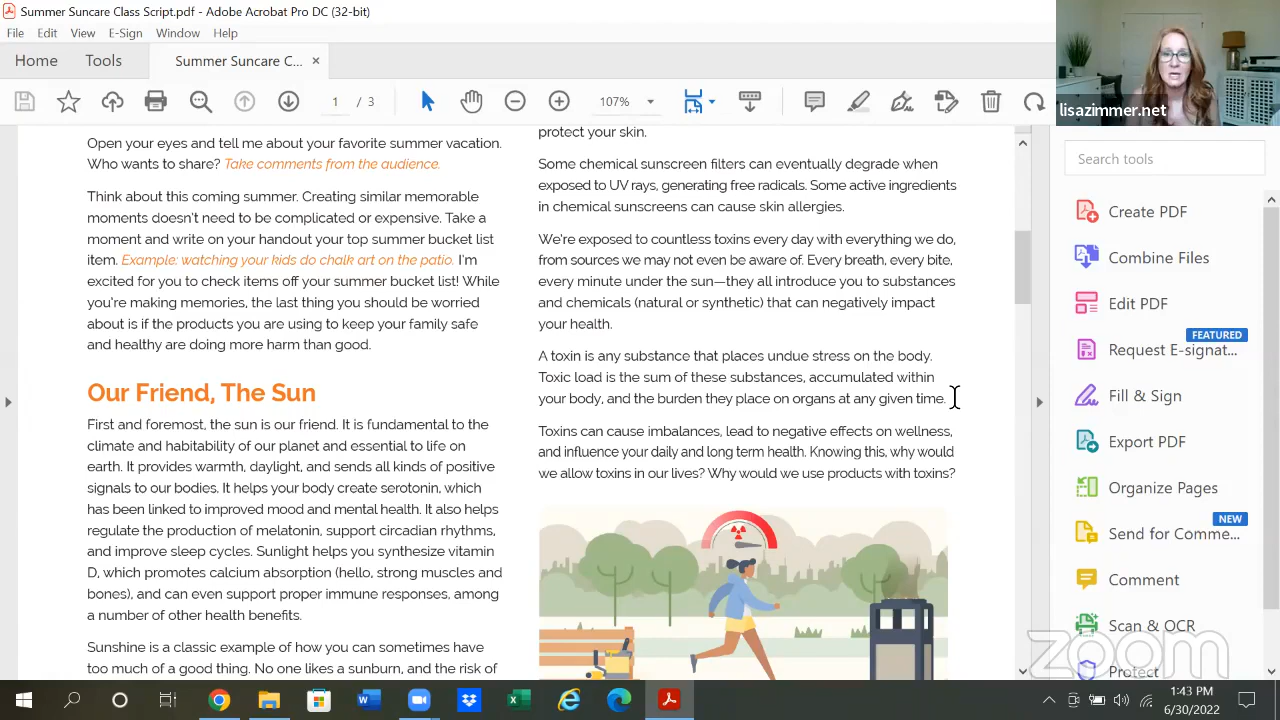 Summer Suncare Class Script.pdf - Adobe Acrobat Pro DC (32-bit)
File Edit View E-Sign Window Help
Home Tools Summer Suncare C... ×
1 / 3 107%
lisazimmer.net
Open your eyes and tell me about your favorite summer vacation.
Who wants to share? Take comments from the audience.
Think about this coming summer. Creating similar memorable
moments doesn't need to be complicated or expensive. Take a
moment and write on your handout your top summer bucket list
item. Example: watching your kids do chalk art on the patio. I'm
excited for you to check items off your summer bucket list! While
you're making memories, the last thing you should be worried
about is if the products you are using to keep your family safe
and healthy are doing more harm than good.
Our Friend, The Sun
First and foremost, the sun is our friend. It is fundamental to the
climate and habitability of our planet and essential to life on
earth. It provides warmth, daylight, and sends all kinds of positive
signals to our bodies. It helps your body create serotonin, which
has been linked to improved mood and mental health. It also helps
regulate the production of melatonin, support circadian rhythms,
and improve sleep cycles. Sunlight helps you synthesize vitamin
D, which promotes calcium absorption (hello, strong muscles and
bones), and can even support proper immune responses, among
a number of other health benefits.
Sunshine is a classic example of how you can sometimes have
too much of a good thing. No one likes a sunburn, and the risk of
protect your skin.
Some chemical sunscreen filters can eventually degrade when
exposed to UV rays, generating free radicals. Some active ingredients
in chemical sunscreens can cause skin allergies.
We're exposed to countless toxins every day with everything we do,
from sources we may not even be aware of. Every breath, every bite,
every minute under the sun—they all introduce you to substances
and chemicals (natural or synthetic) that can negatively impact
your health.
A toxin is any substance that places undue stress on the body.
Toxic load is the sum of these substances, accumulated within
your body, and the burden they place on organs at any given time.
Toxins can cause imbalances, lead to negative effects on wellness,
and influence your daily and long term health. Knowing this, why would
we allow toxins in our lives? Why would we use products with toxins?
Search tools
Create PDF
Combine Files
Edit PDF
FEATURED
Request E-signat...
Fill & Sign
Export PDF
Organize Pages
NEW
Send for Comme...
Comment
Scan & OCR
Protect
zoom
1:43 PM
6/30/2022